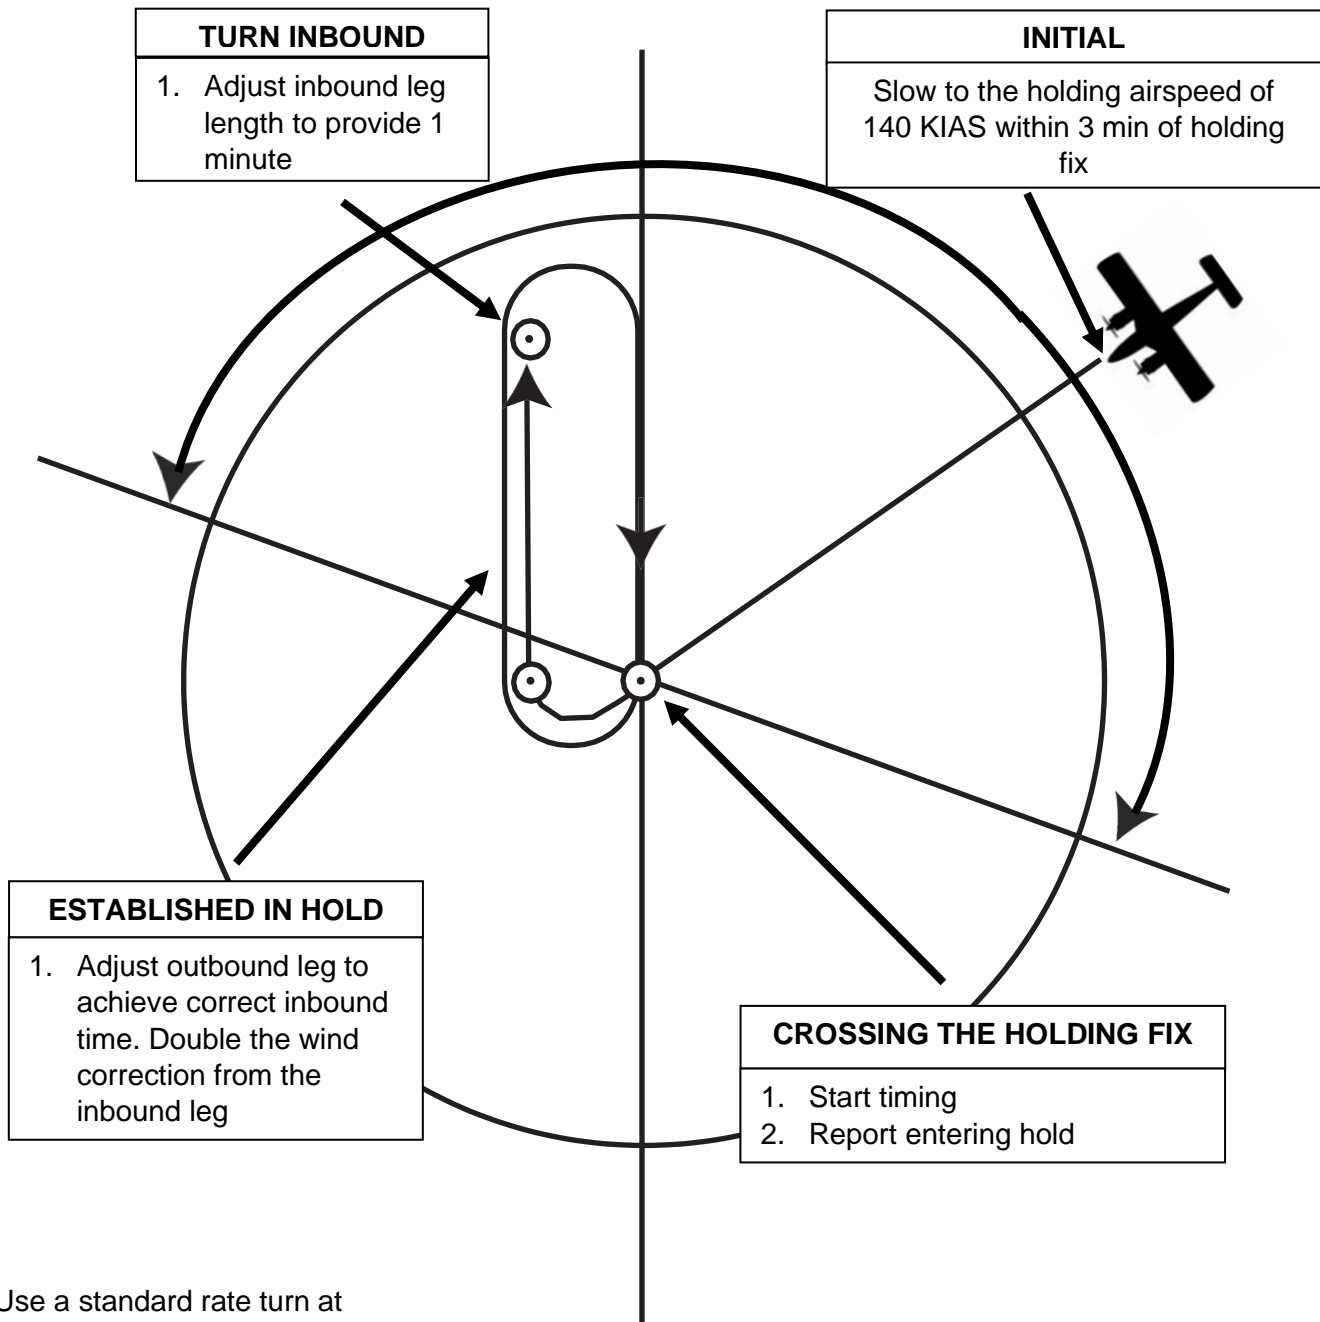 TURN INBOUND
1. Adjust inbound leg
length to provide 1
minute
INITIAL
Slow to the holding airspeed of
140 KIAS within 3 min of holding
fix
ESTABLISHED IN HOLD
1. Adjust outbound leg to
achieve correct inbound
time. Double the wind
correction from the
inbound leg
CROSSING THE HOLDING FIX
1. Start timing
2. Report entering hold
Use a standard rate turn at